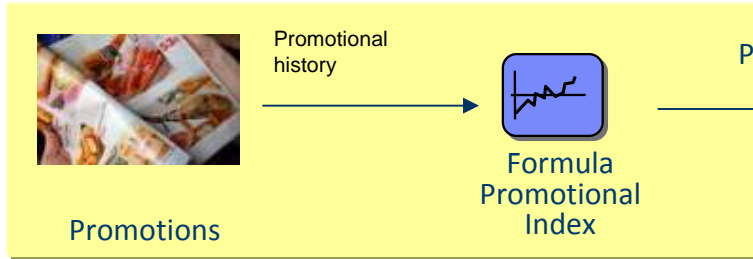 Promotional
history
P
Formula
Promotional
Index
Promotions